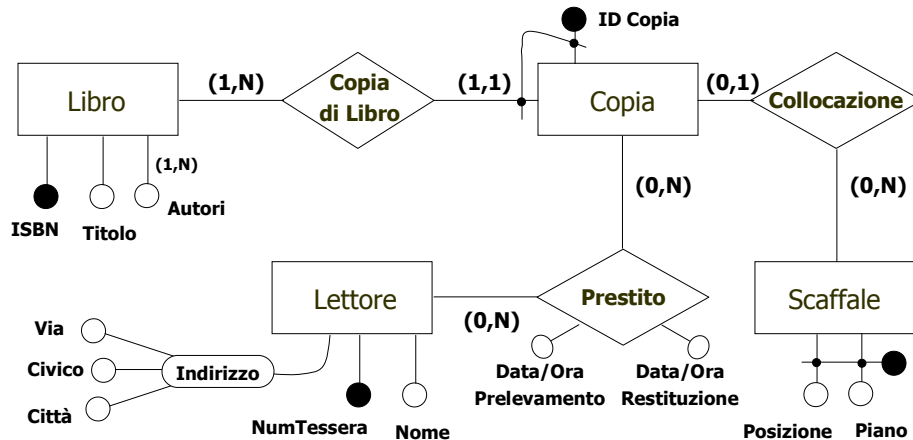 ID Copia
(1,N)
Copia
di Libro
(1,1)
(0,1)
Libro
Copia
Collocazione
(1,N)
(0,N)
(0,N)
ISBN
Titolo
Autori
Lettore
(0,N)
Prestito
Scaffale
Via
Civico
Città
Indirizzo
Data/Ora
Prelevamento
Data/Ora
Restituzione
NumTessera
Nome
Posizione
Piano